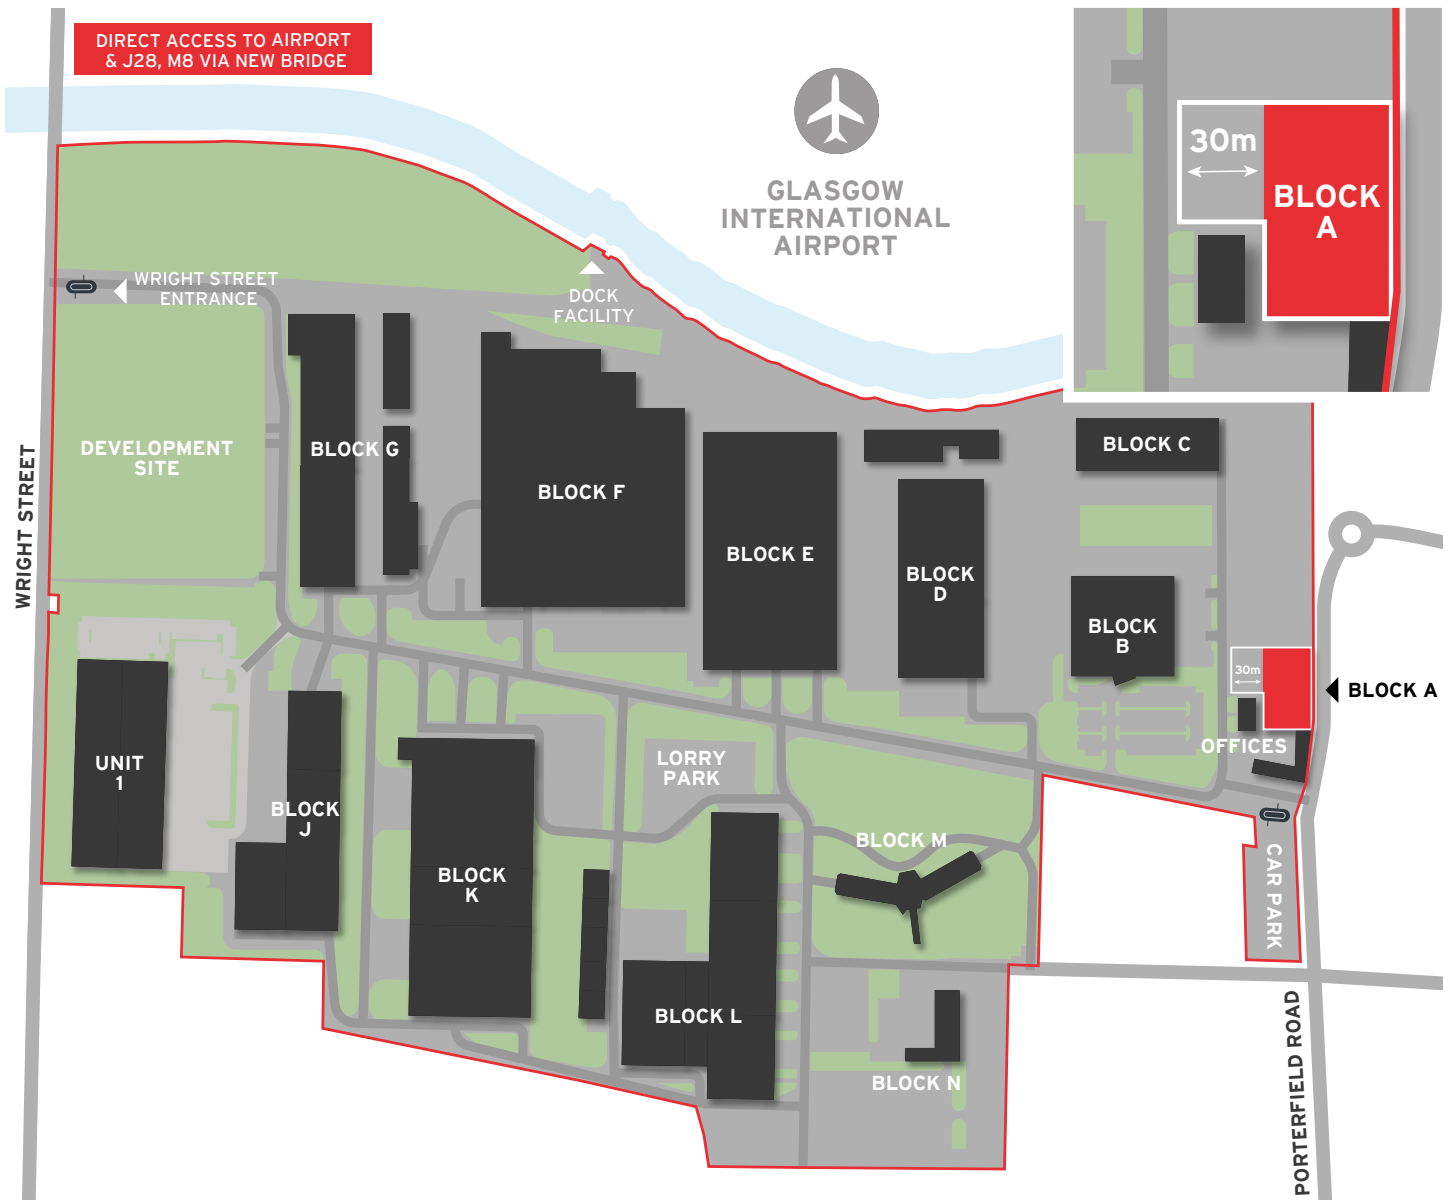 DIRECT ACCESS TO AIRPORT
& J28, M8 VIA NEW BRIDGE
GLASGOW
INTERNATIONAL
AIRPORT
30m
BLOCK
A
WRIGHT STREET
ENTRANCE
DOCK
FACILITY
DEVELOPMENT
SITE
BLOCK G
BLOCK F
BLOCK E
BLOCK
D
BLOCK C
BLOCK
B
WRIGHT STREET
30m
BLOCK A
OFFICES
UNIT
1
BLOCK
J
BLOCK
K
LORRY
PARK
BLOCK M
CAR PARK
BLOCK L
BLOCK N
PORTERFIELD ROAD